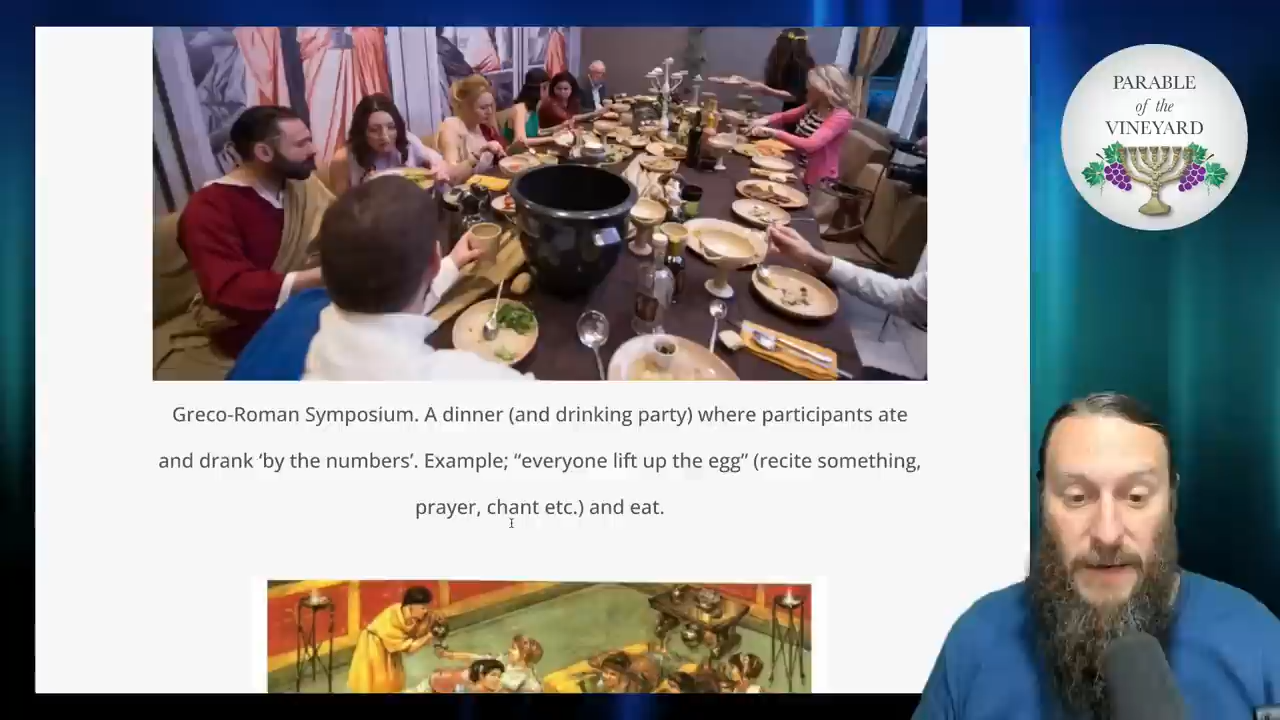 PARABLE
of the
VINEYARD
Greco-Roman Symposium. A dinner (and drinking party) where participants ate
and drank ‘by the numbers’. Example; “everyone lift up the egg” (recite something,
prayer, chant etc.) and eat.